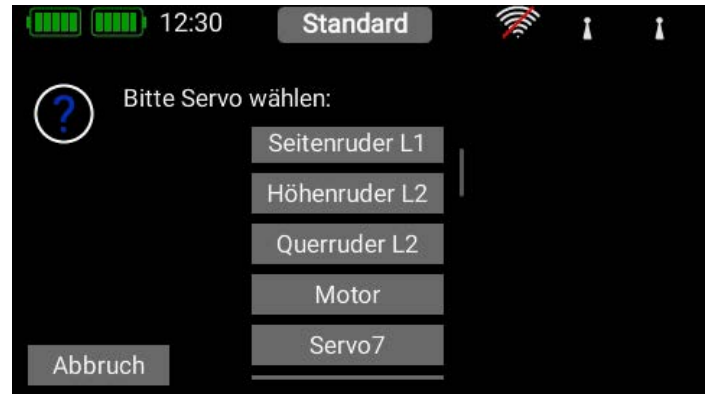 12:30 Standard
?
Bitte Servo wählen:
Seitenruder L1
Höhenruder L2
Querruder L2
Motor
Servo7
Abbruch